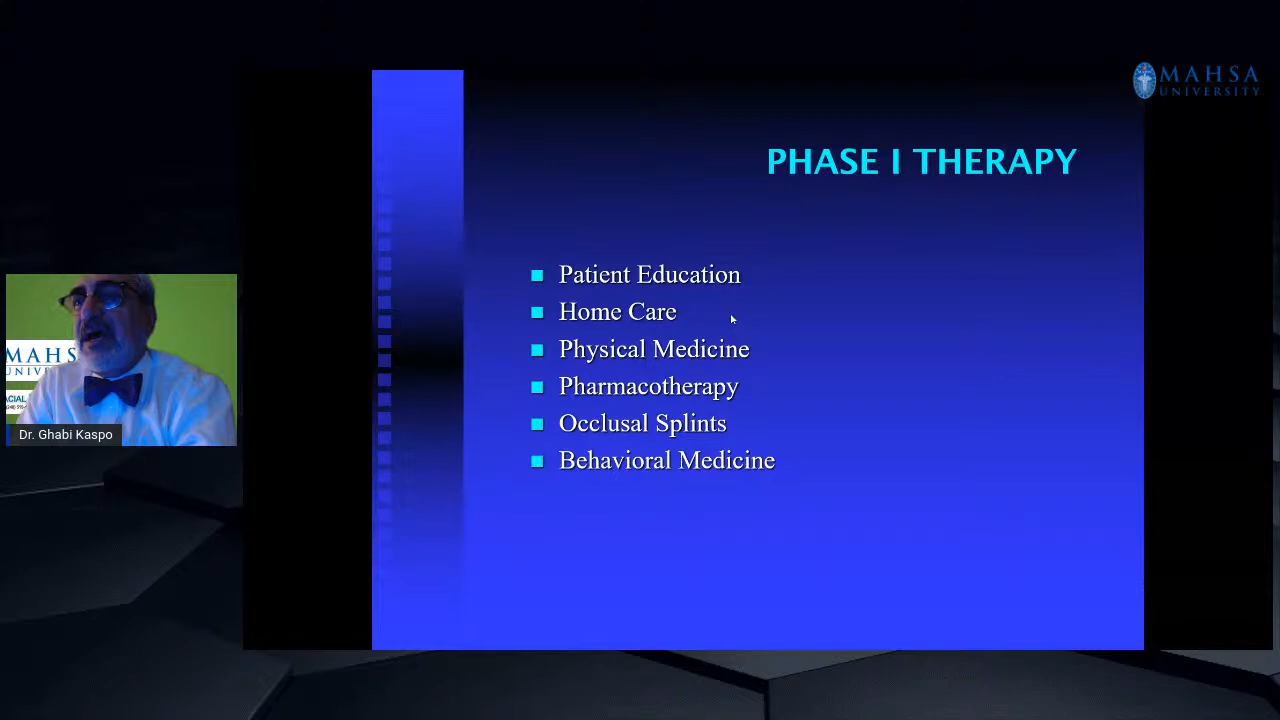 MAHSA
UNIVERSITY
PHASE I THERAPY
Patient Education
Home Care
Physical Medicine
Pharmacotherapy
Occlusal Splints
Behavioral Medicine
MAHS
Dr. Ghabi Kaspo